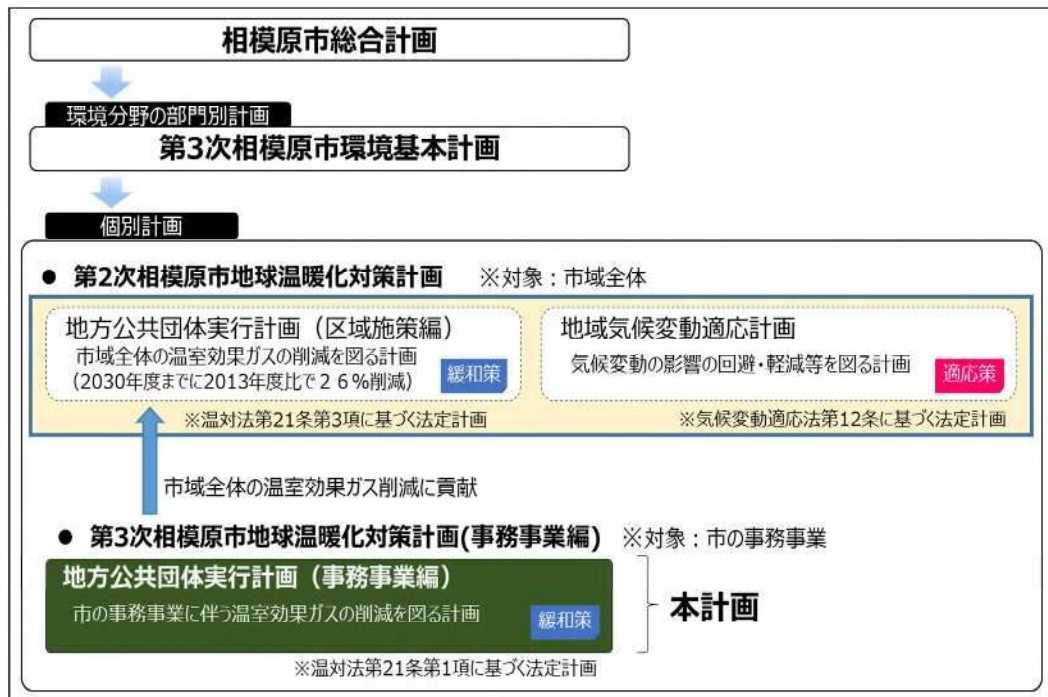 相模原市総合計画
環境分野の部門別計画
第3次相模原市環境基本計画
個別計画
● 第2次相模原市地球温暖化対策計画 ※対象：市域全体
地方公共団体実行計画（区域施策編）
市域全体の温室効果ガスの削減を図る計画
(2030年度までに2013年度比で２６％削減)
緩和策
※温対法第21条第3項に基づく法定計画
地域気候変動適応計画
気候変動の影響の回避・軽減等を図る計画
適応策
※気候変動適応法第12条に基づく法定計画
市域全体の温室効果ガス削減に貢献
● 第3次相模原市地球温暖化対策計画(事務事業編) ※対象：市の事務事業
地方公共団体実行計画（事務事業編）
市の事務事業に伴う温室効果ガスの削減を図る計画
緩和策
本計画
※温対法第21条第1項に基づく法定計画